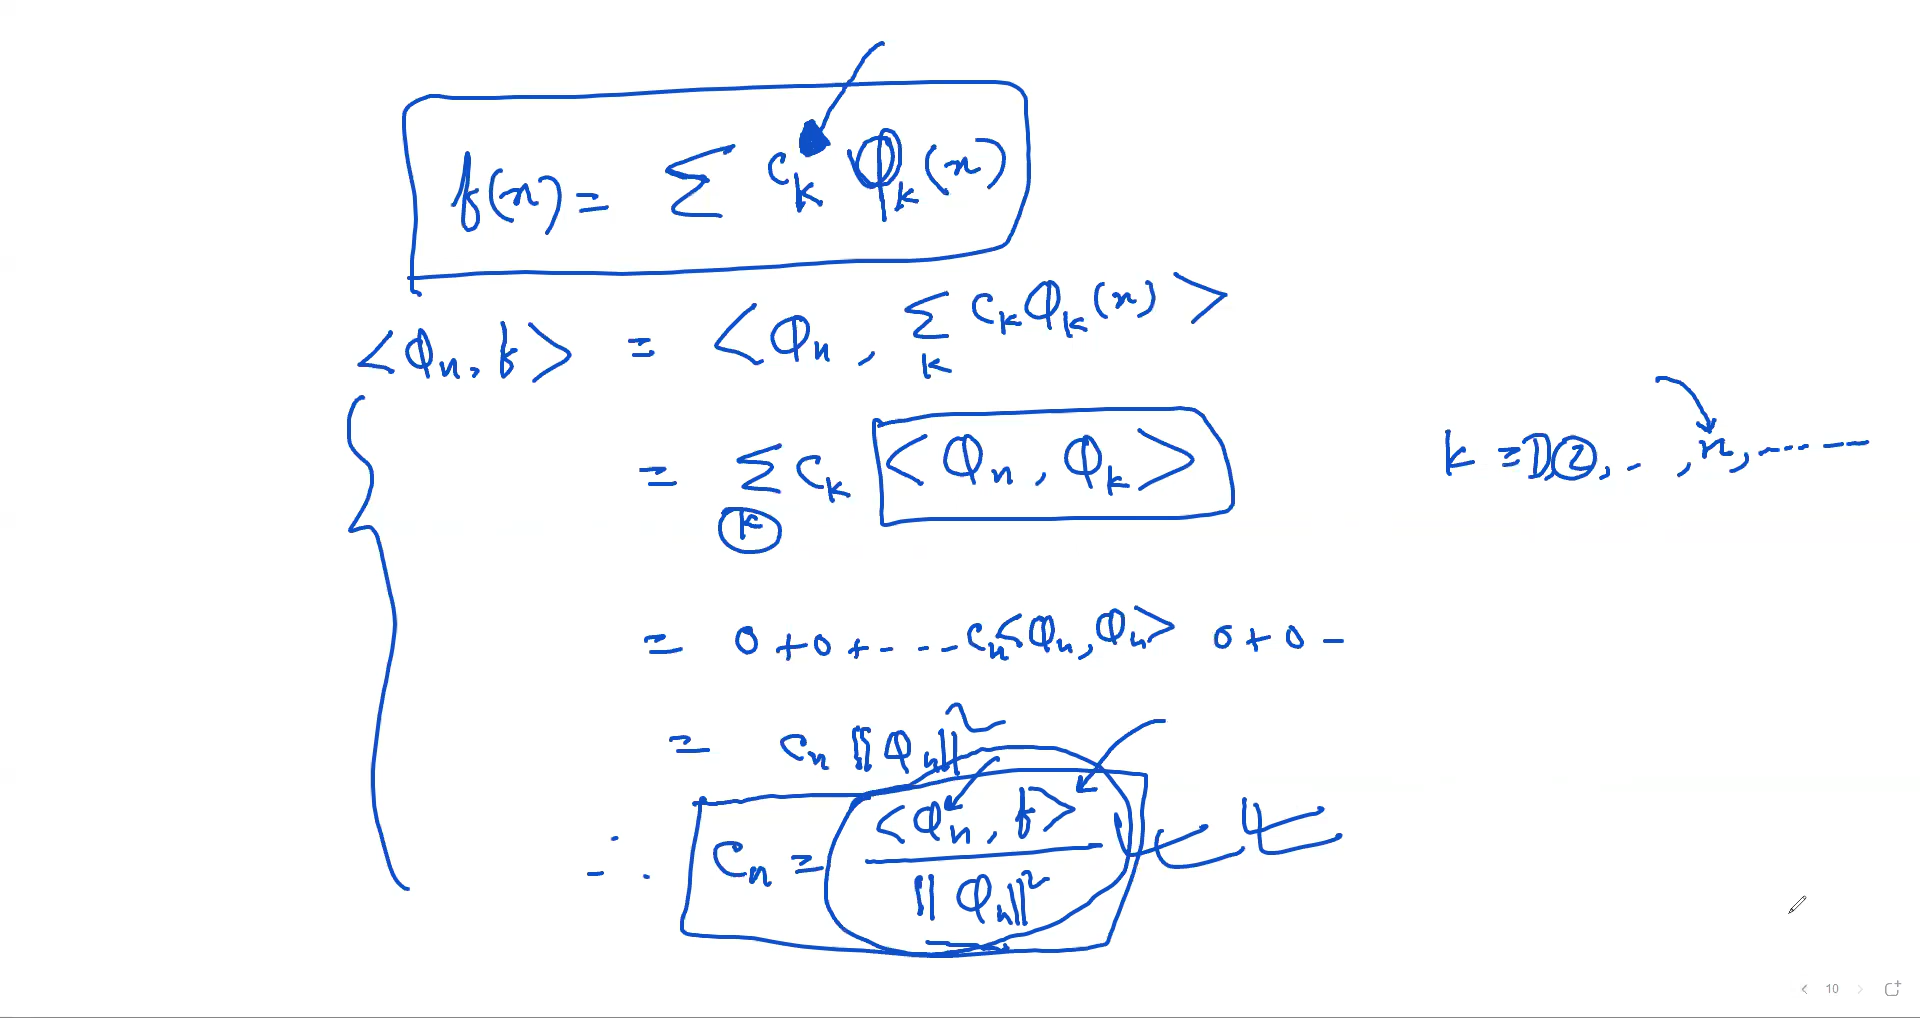 f(x) = Σ c_k φ_k(x)
<φ_n, f> = <φ_n, Σ_k c_k φ_k(x)>
= Σ_k c_k <φ_n, φ_k>
k = 1, 2, .. , n, .......
= 0 + 0 + ..... c_n <φ_n, φ_n> 0 + 0 -
= c_n ||φ_n||²
∴ c_n = <φ_n, f> / ||φ_n||²
10